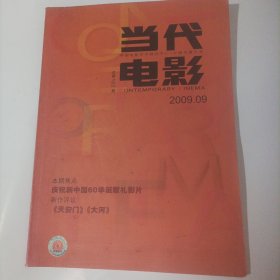 当代
电影
CONTEMPORARY CINEMA
2009.09
本期焦点
庆祝新中国60华诞献礼影片
新作评议
《天安门》《大河》